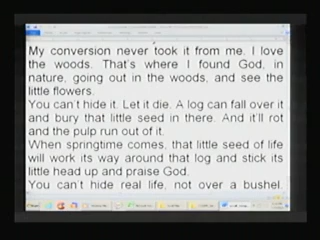 My conversion never took it from me. I love
the woods. That's where I found God, in
nature, going out in the woods, and see the
little flowers.
You can't hide it. Let it die. A log can fall over it
and bury that little seed in there. And it'll rot
and the pulp run out of it.
When springtime comes, that little seed of life
will work its way around that log and stick its
little head up and praise God.
You can't hide real life, not over a bushel.